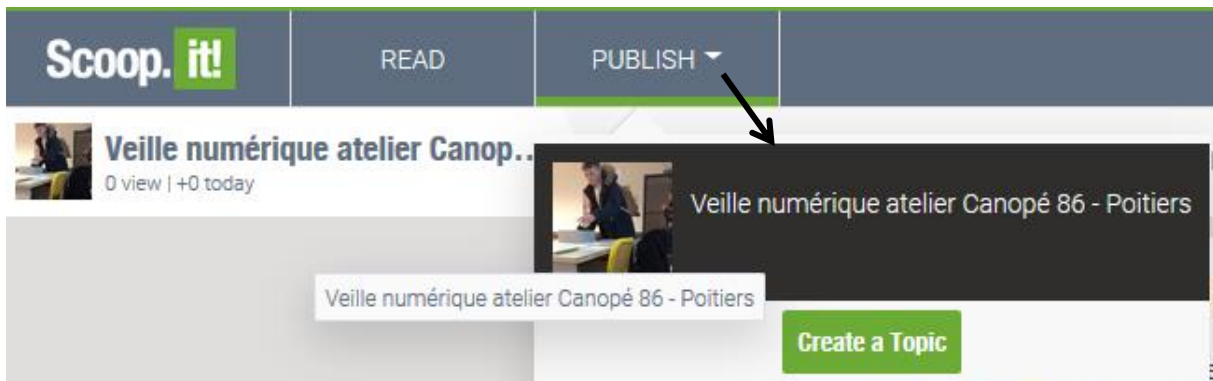 Scoop. it! READ PUBLISH
Veille numérique atelier Canop..
0 view | +0 today
Veille numérique atelier Canopé 86 - Poitiers
Veille numérique atelier Canopé 86 - Poitiers
Create a Topic